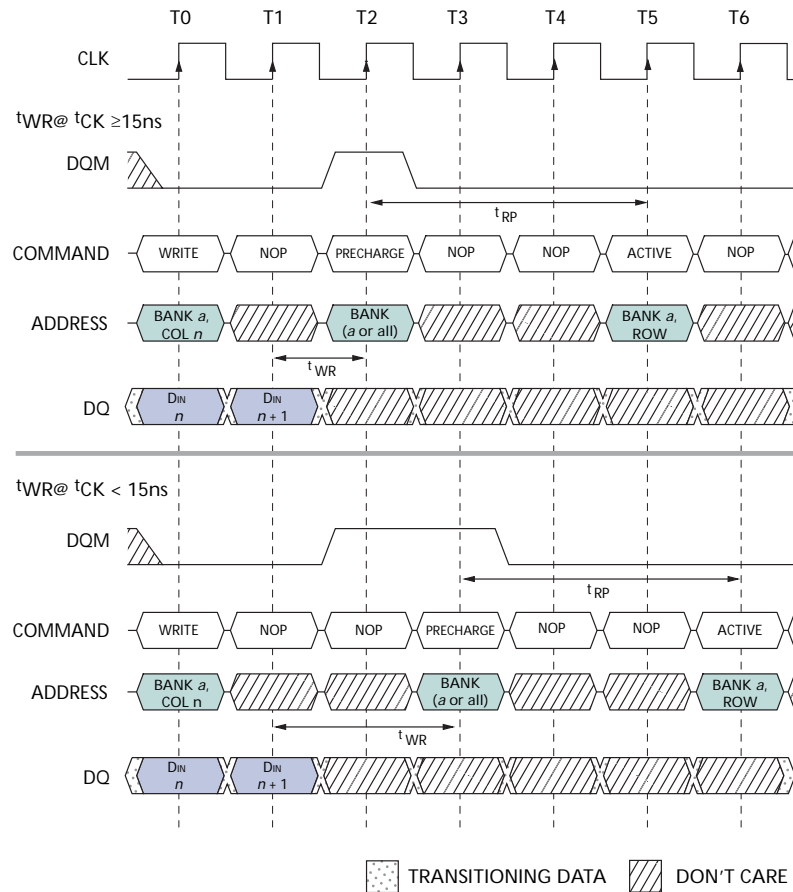 T0 T1 T2 T3 T4 T5 T6
CLK
tWR@ tCK ≥15ns
DQM
tRP
COMMAND WRITE NOP PRECHARGE NOP NOP ACTIVE NOP
ADDRESS BANK a, COL n BANK (a or all) BANK a, ROW
tWR
DQ DIN n DIN n + 1
tWR@ tCK < 15ns
DQM
tRP
COMMAND WRITE NOP NOP PRECHARGE NOP NOP ACTIVE
ADDRESS BANK a, COL n BANK (a or all) BANK a, ROW
tWR
DQ DIN n DIN n + 1
TRANSITIONING DATA DON'T CARE